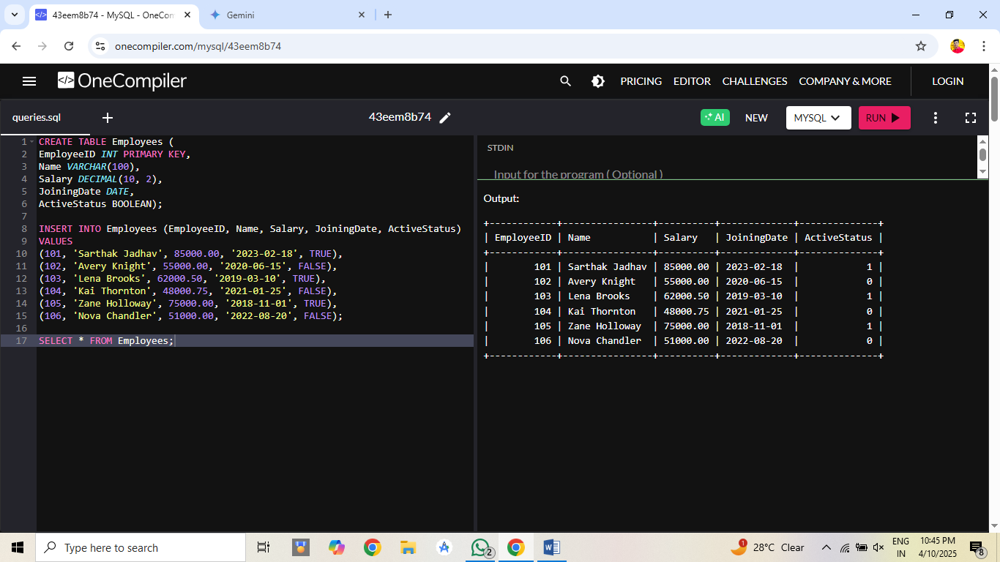 43eem8b74 - MySQL - OneCom
Gemini
onecompiler.com/mysql/43eem8b74
</> OneCompiler
PRICING EDITOR CHALLENGES COMPANY & MORE LOGIN
queries.sql
43eem8b74
AI NEW MYSQL RUN
1 CREATE TABLE Employees (
2 EmployeeID INT PRIMARY KEY,
3 Name VARCHAR(100),
4 Salary DECIMAL(10, 2),
5 JoiningDate DATE,
6 ActiveStatus BOOLEAN);
7
8 INSERT INTO Employees (EmployeeID, Name, Salary, JoiningDate, ActiveStatus)
9 VALUES
10 (101, 'Sarthak Jadhav', 85000.00, '2023-02-18', TRUE),
11 (102, 'Avery Knight', 55000.00, '2020-06-15', FALSE),
12 (103, 'Lena Brooks', 62000.50, '2019-03-10', TRUE),
13 (104, 'Kai Thornton', 48000.75, '2021-01-25', FALSE),
14 (105, 'Zane Holloway', 75000.00, '2018-11-01', TRUE),
15 (106, 'Nova Chandler', 51000.00, '2022-08-20', FALSE);
16
17 SELECT * FROM Employees;
STDIN
Input for the program ( Optional )
Output:
+------------+----------------+----------+-------------+--------------+
| EmployeeID | Name           | Salary   | JoiningDate | ActiveStatus |
+------------+----------------+----------+-------------+--------------+
|        101 | Sarthak Jadhav | 85000.00 | 2023-02-18  |            1 |
|        102 | Avery Knight   | 55000.00 | 2020-06-15  |            0 |
|        103 | Lena Brooks    | 62000.50 | 2019-03-10  |            1 |
|        104 | Kai Thornton   | 48000.75 | 2021-01-25  |            0 |
|        105 | Zane Holloway  | 75000.00 | 2018-11-01  |            1 |
|        106 | Nova Chandler  | 51000.00 | 2022-08-20  |            0 |
+------------+----------------+----------+-------------+--------------+
Type here to search
2
1
28°C Clear
ENG
IN
10:45 PM
4/10/2025
8